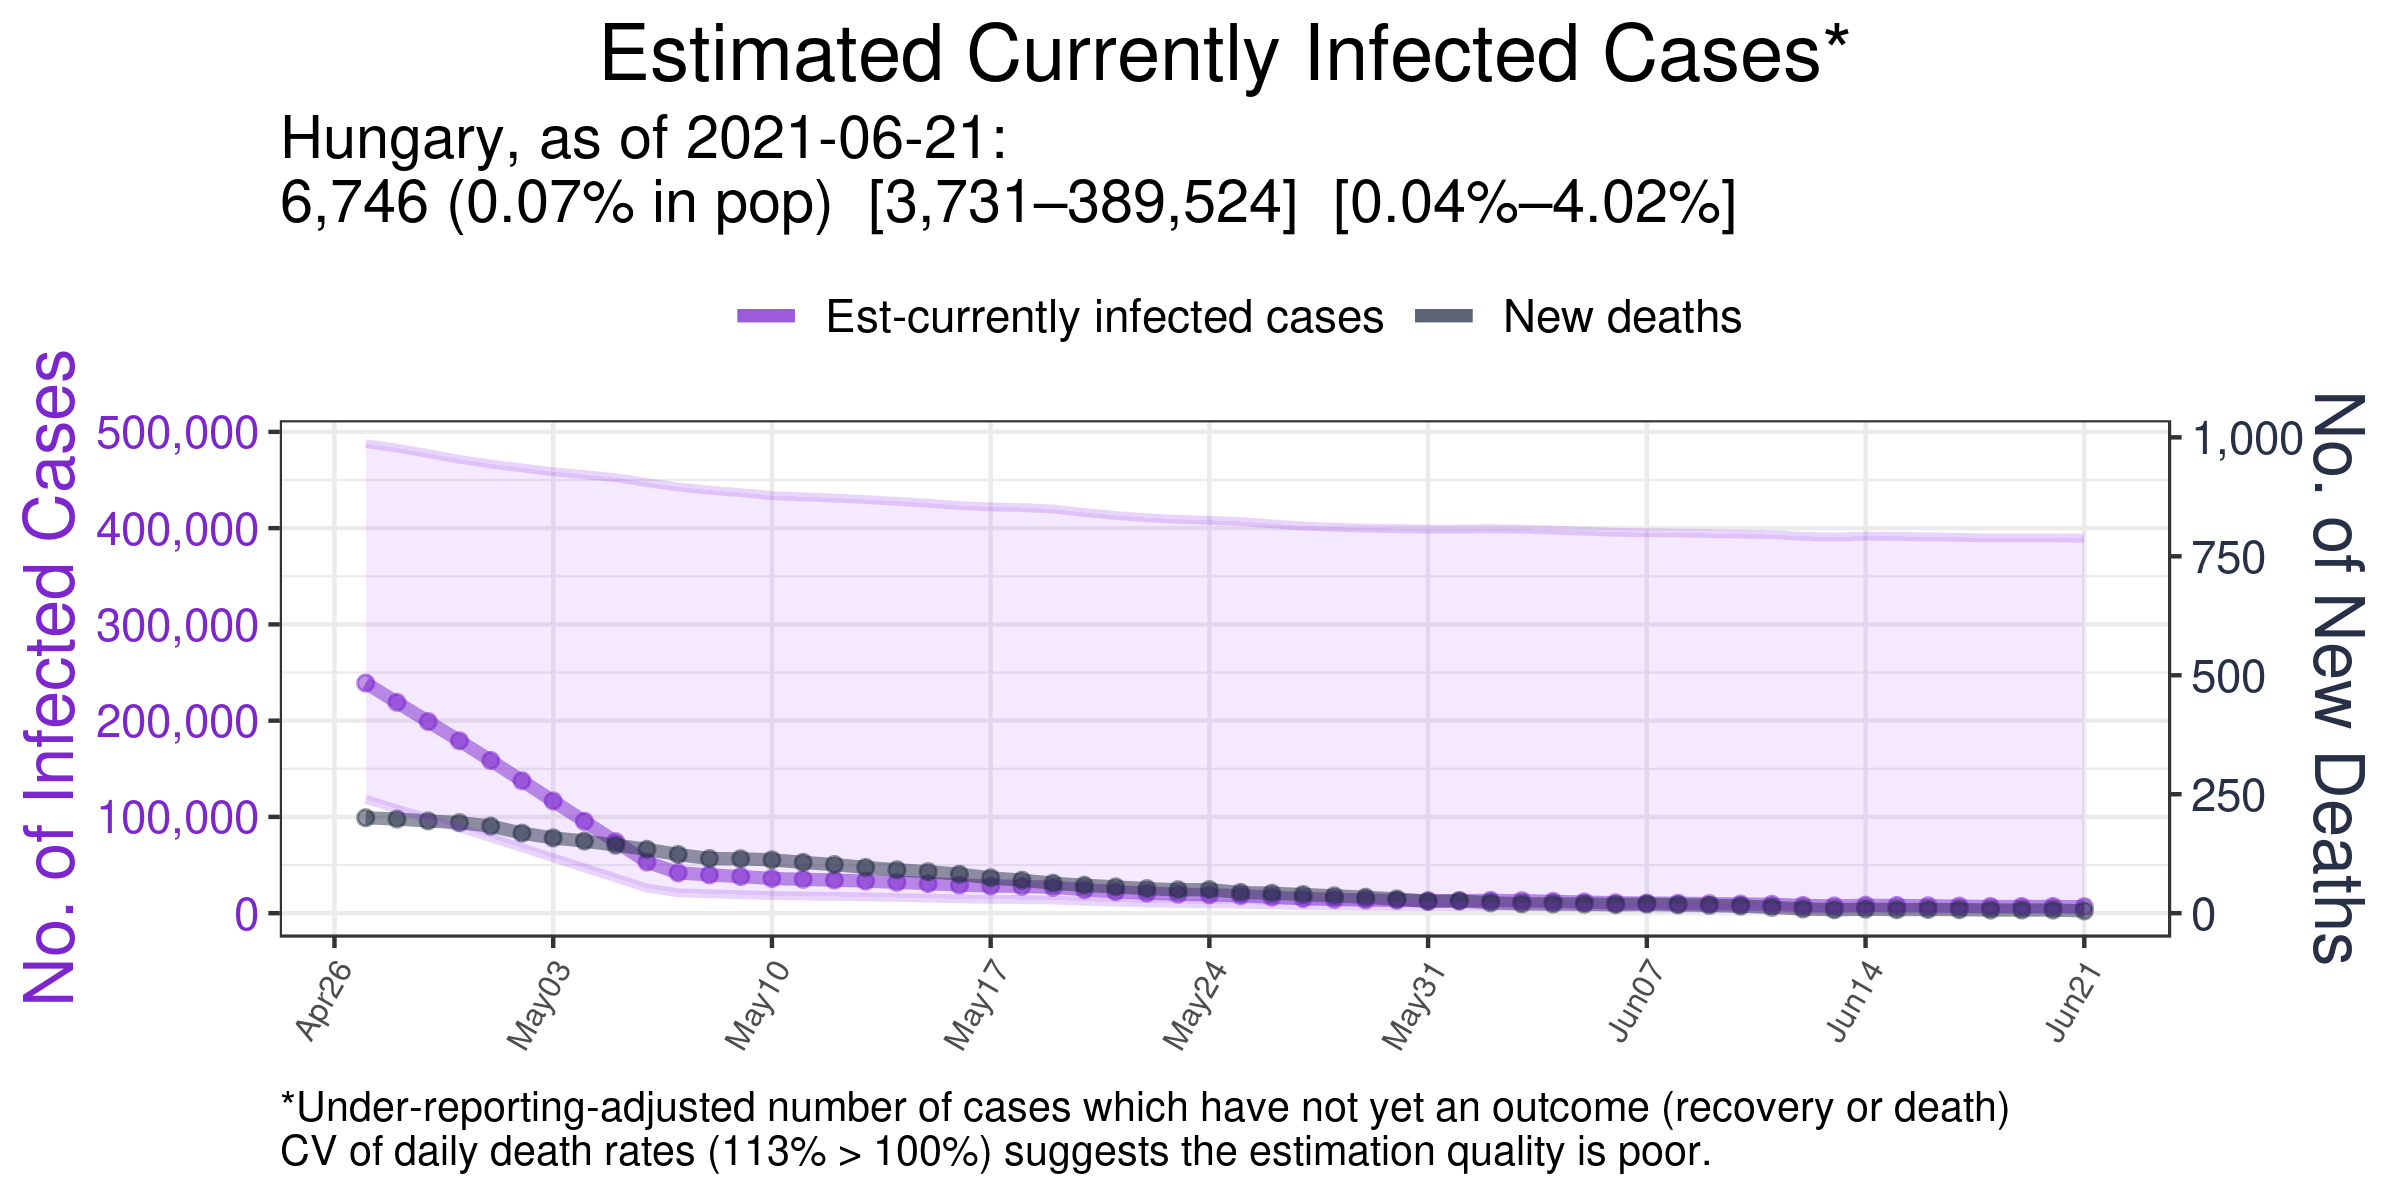 Estimated Currently Infected Cases*
Hungary, as of 2021-06-21:
6,746 (0.07% in pop) [3,731–389,524] [0.04%–4.02%]
Est-currently infected cases
New deaths
No. of Infected Cases
500,000
400,000
300,000
200,000
100,000
0
1,000
750
500
250
0
No. of New Deaths
Apr26
May03
May10
May17
May24
May31
Jun07
Jun14
Jun21
*Under-reporting-adjusted number of cases which have not yet an outcome (recovery or death)
CV of daily death rates (113% > 100%) suggests the estimation quality is poor.